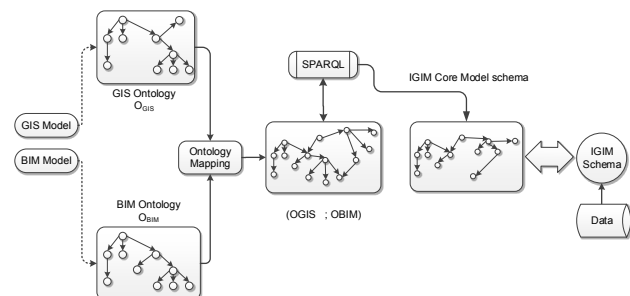 GIS Ontology
OGIS
GIS Model
BIM Model
Ontology
Mapping
BIM Ontology
OBIM
SPARQL
(OGIS ; OBIM)
IGIM Core Model schema
IGIM
Schema
Data